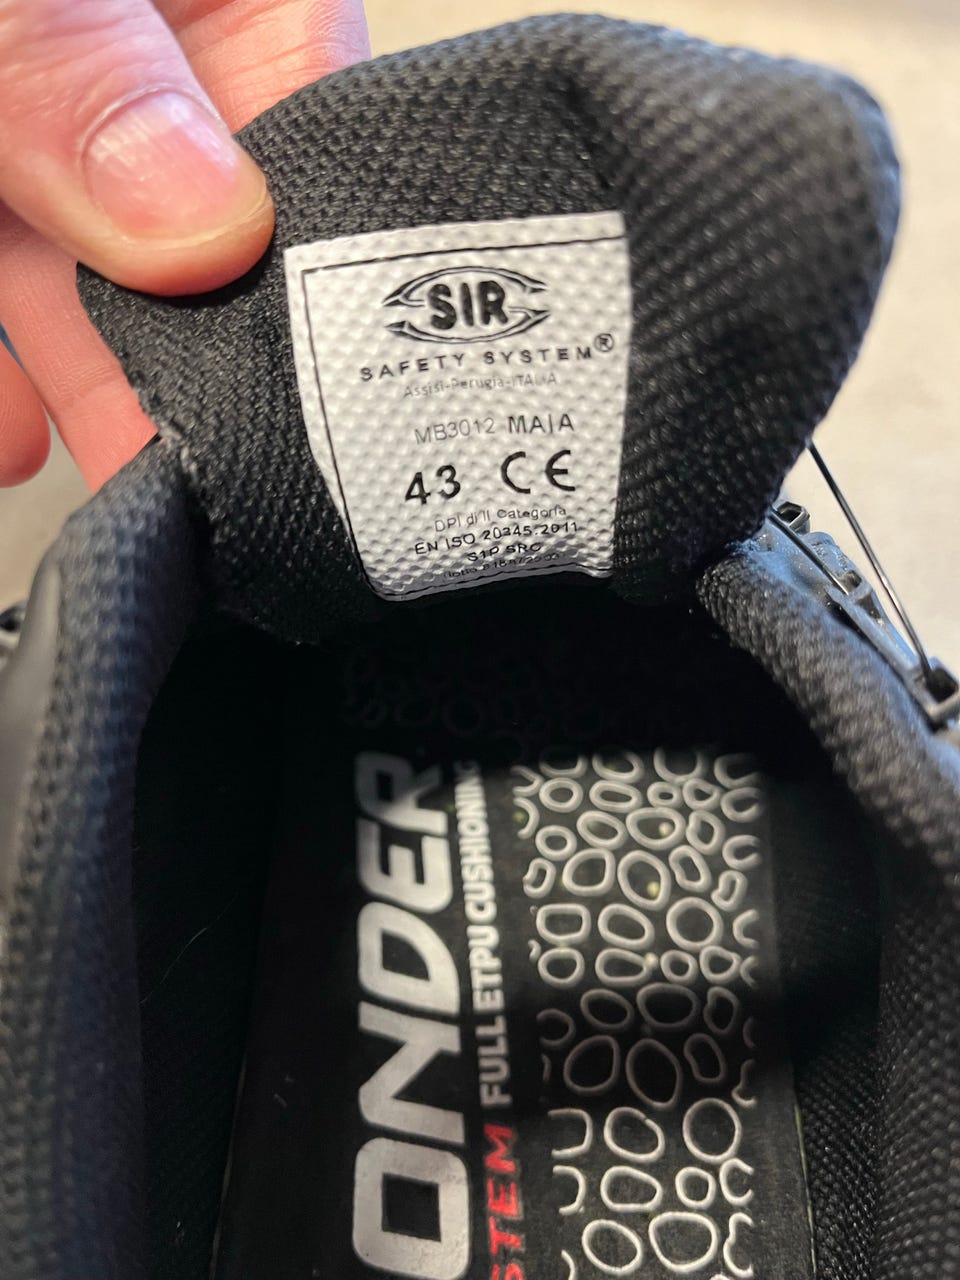 SIR
SAFETY SYSTEM®
Assisi-Perugia-ITALIA
MB3012 MAIA
43 CE
DPI di II Categoria
EN ISO 20345:2011
S1P SRC
ONDER
STEM FULL ETPU CUSHIONING